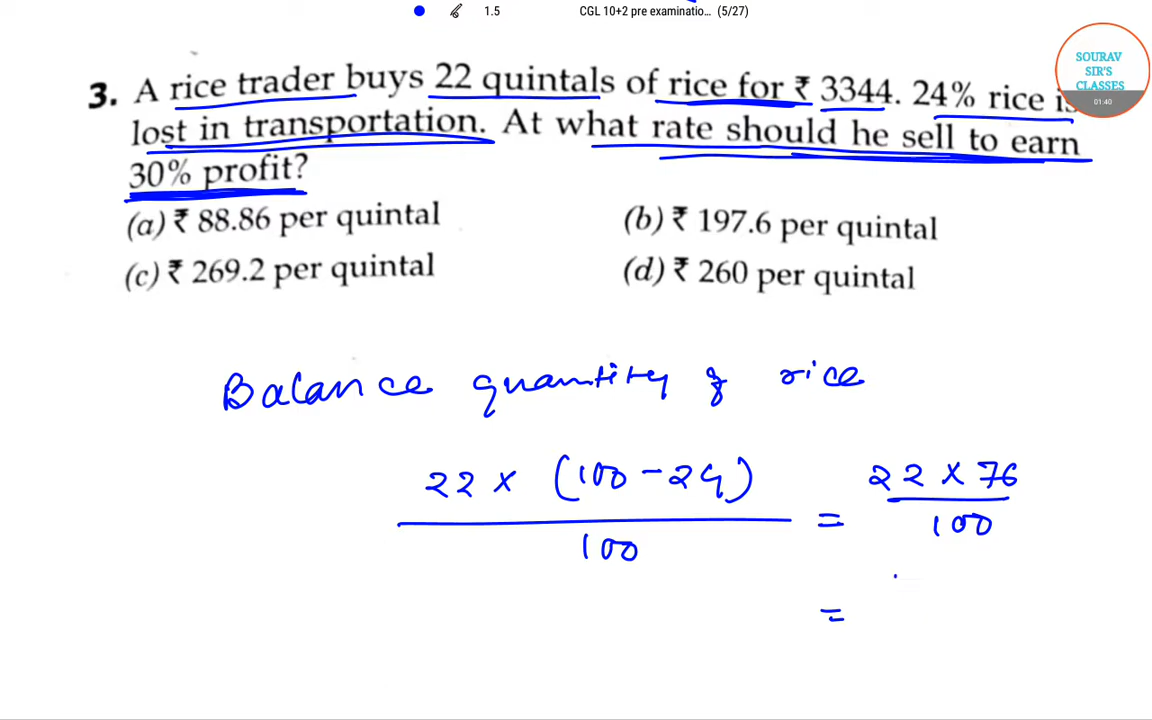 1.5 CGL 10+2 pre examinatio... (5/27)
SOURAV
SIR'S
CLASSES
01:40
3. A rice trader buys 22 quintals of rice for ₹ 3344. 24% rice is
lost in transportation. At what rate should he sell to earn
30% profit?
(a) ₹ 88.86 per quintal (b) ₹ 197.6 per quintal
(c) ₹ 269.2 per quintal (d) ₹ 260 per quintal
Balance quantity of rice
22 × (100 - 24) / 100 = 22 × 76 / 100
=